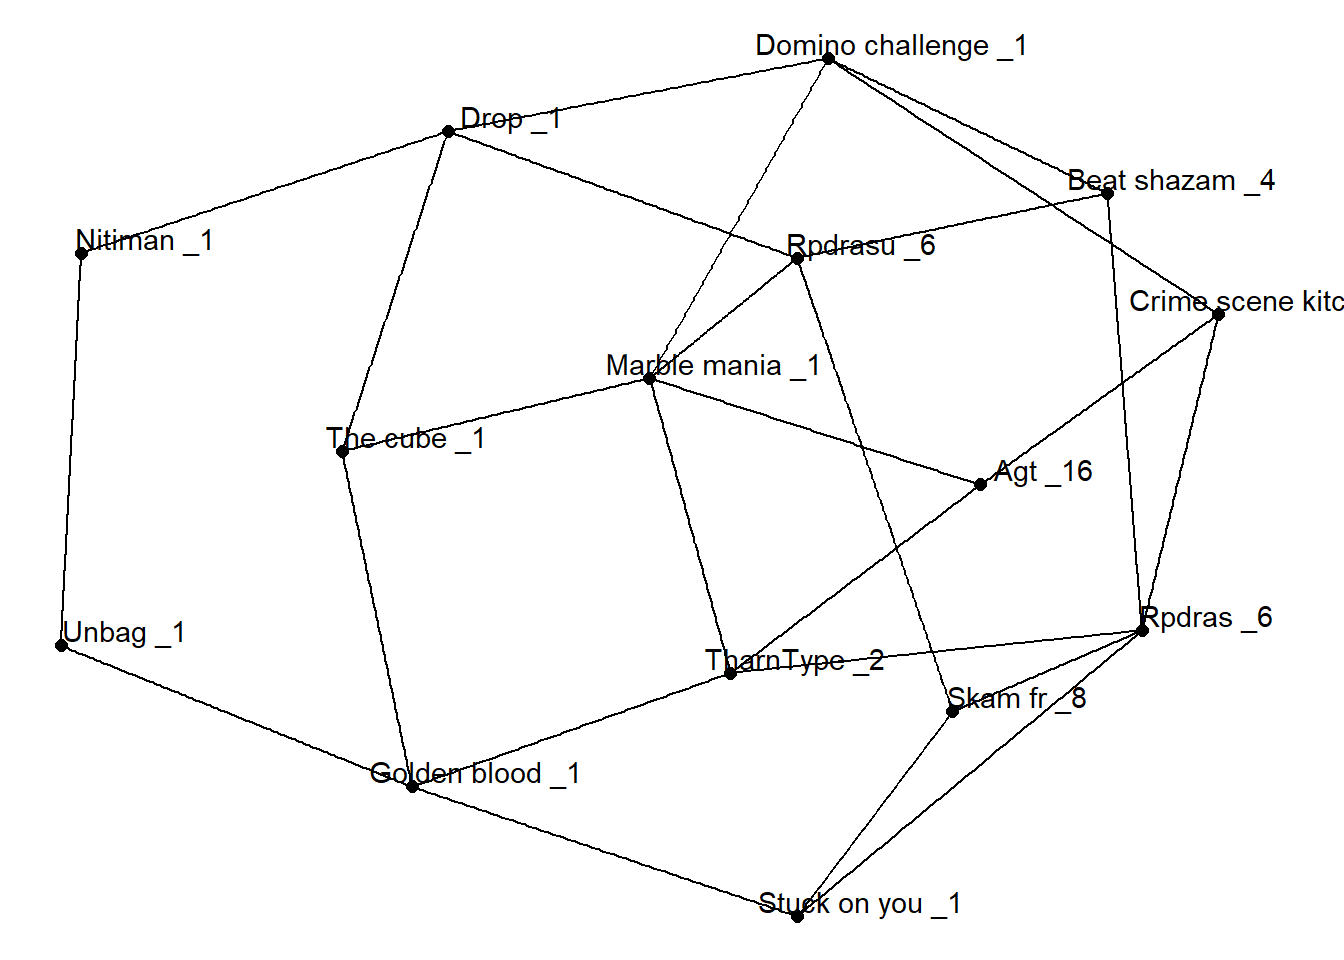 Domino challenge _1
Drop _1
Beat shazam _4
Nitiman _1
Rpdrasu _6
Crime scene kitc
Marble mania _1
The cube _1
Agt _16
Rpdras _6
Unbag _1
TharnType _2
Skam fr _8
Golden blood _1
Stuck on you _1